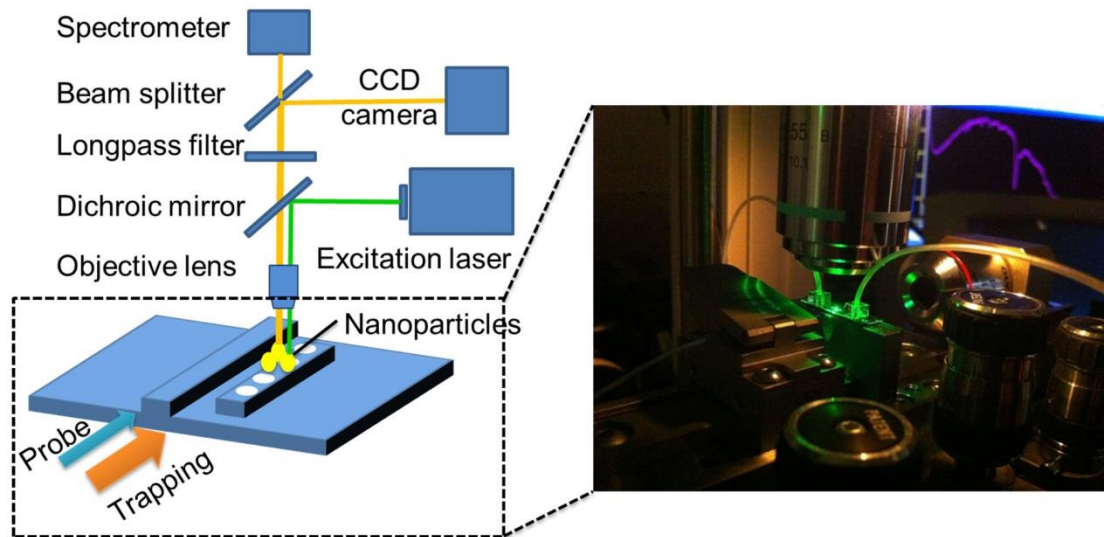 Spectrometer
Beam splitter
CCD
camera
Longpass filter
Dichroic mirror
Objective lens
Excitation laser
Nanoparticles
Probe
Trapping